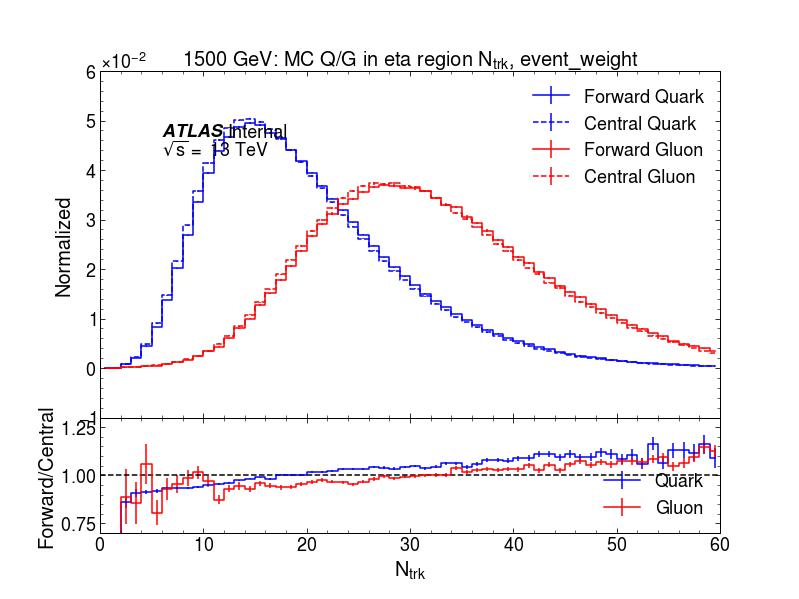 ×10⁻²
1500 GeV: MC Q/G in eta region N_trk, event_weight
6
5
4
3
2
1
0
−1
Normalized
ATLAS Internal
√s = 13 TeV
Forward Quark
Central Quark
Forward Gluon
Central Gluon
1.25
1.00
0.75
Forward/Central
Quark
Gluon
0 10 20 30 40 50 60
N_trk